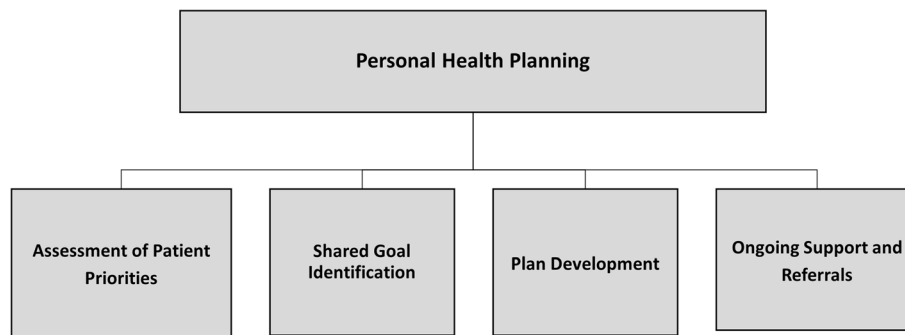 Personal Health Planning
Assessment of Patient
Priorities
Shared Goal
Identification
Plan Development
Ongoing Support and
Referrals